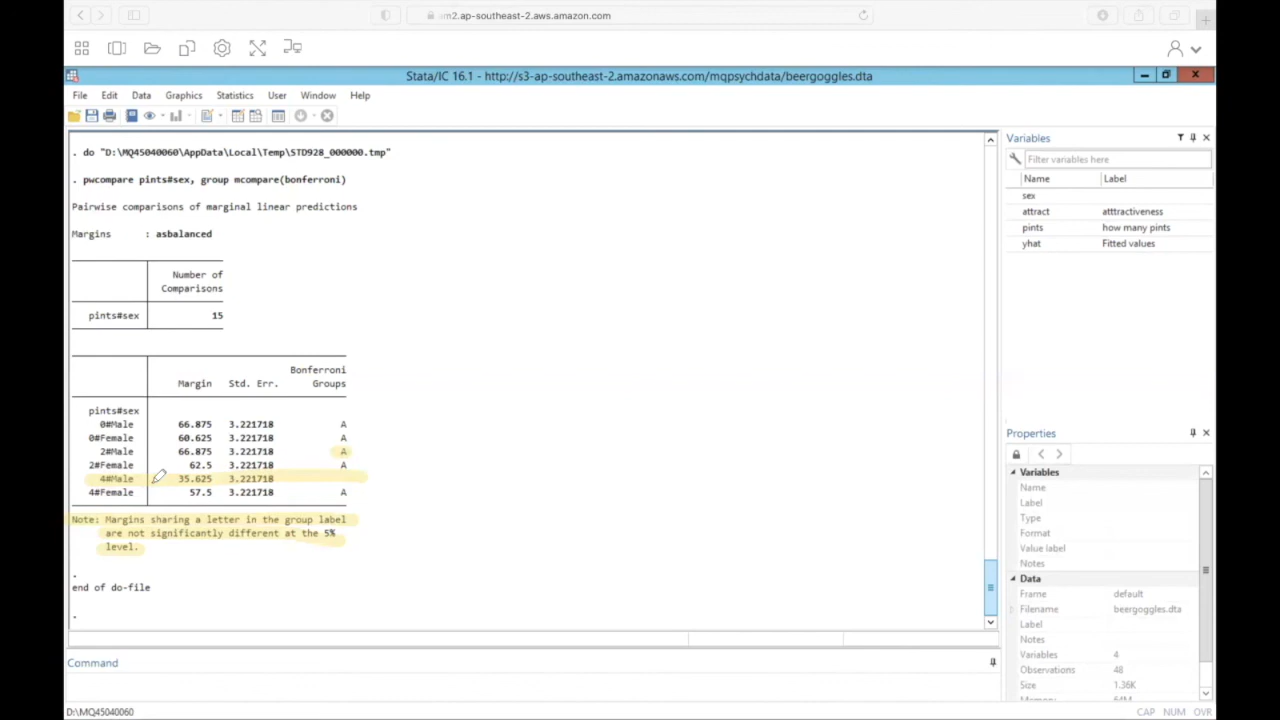 m2.ap-southeast-2.aws.amazon.com
Stata/IC 16.1 - http://s3-ap-southeast-2.amazonaws.com/mqpsychdata/beergoggles.dta
File Edit Data Graphics Statistics User Window Help
. do "D:\MQ45040060\AppData\Local\Temp\STD928_000000.tmp"
. pwcompare pints#sex, group mcompare(bonferroni)
Pairwise comparisons of marginal linear predictions
Margins : asbalanced
Number of
Comparisons
pints#sex 15
Bonferroni
Margin Std. Err. Groups
pints#sex
0#Male 66.875 3.221718 A
0#Female 60.625 3.221718 A
2#Male 66.875 3.221718 A
2#Female 62.5 3.221718 A
4#Male 35.625 3.221718
4#Female 57.5 3.221718 A
Note: Margins sharing a letter in the group label
are not significantly different at the 5%
level.
.
end of do-file
.
Command
D:\MQ45040060
Variables
Filter variables here
Name Label
sex
attract atttractiveness
pints how many pints
yhat Fitted values
Properties
Variables
Name
Label
Type
Format
Value label
Notes
Data
Frame default
Filename beergoggles.dta
Label
Notes
Variables 4
Observations 48
Size 1.36K
Memory 64M
CAP NUM OVR